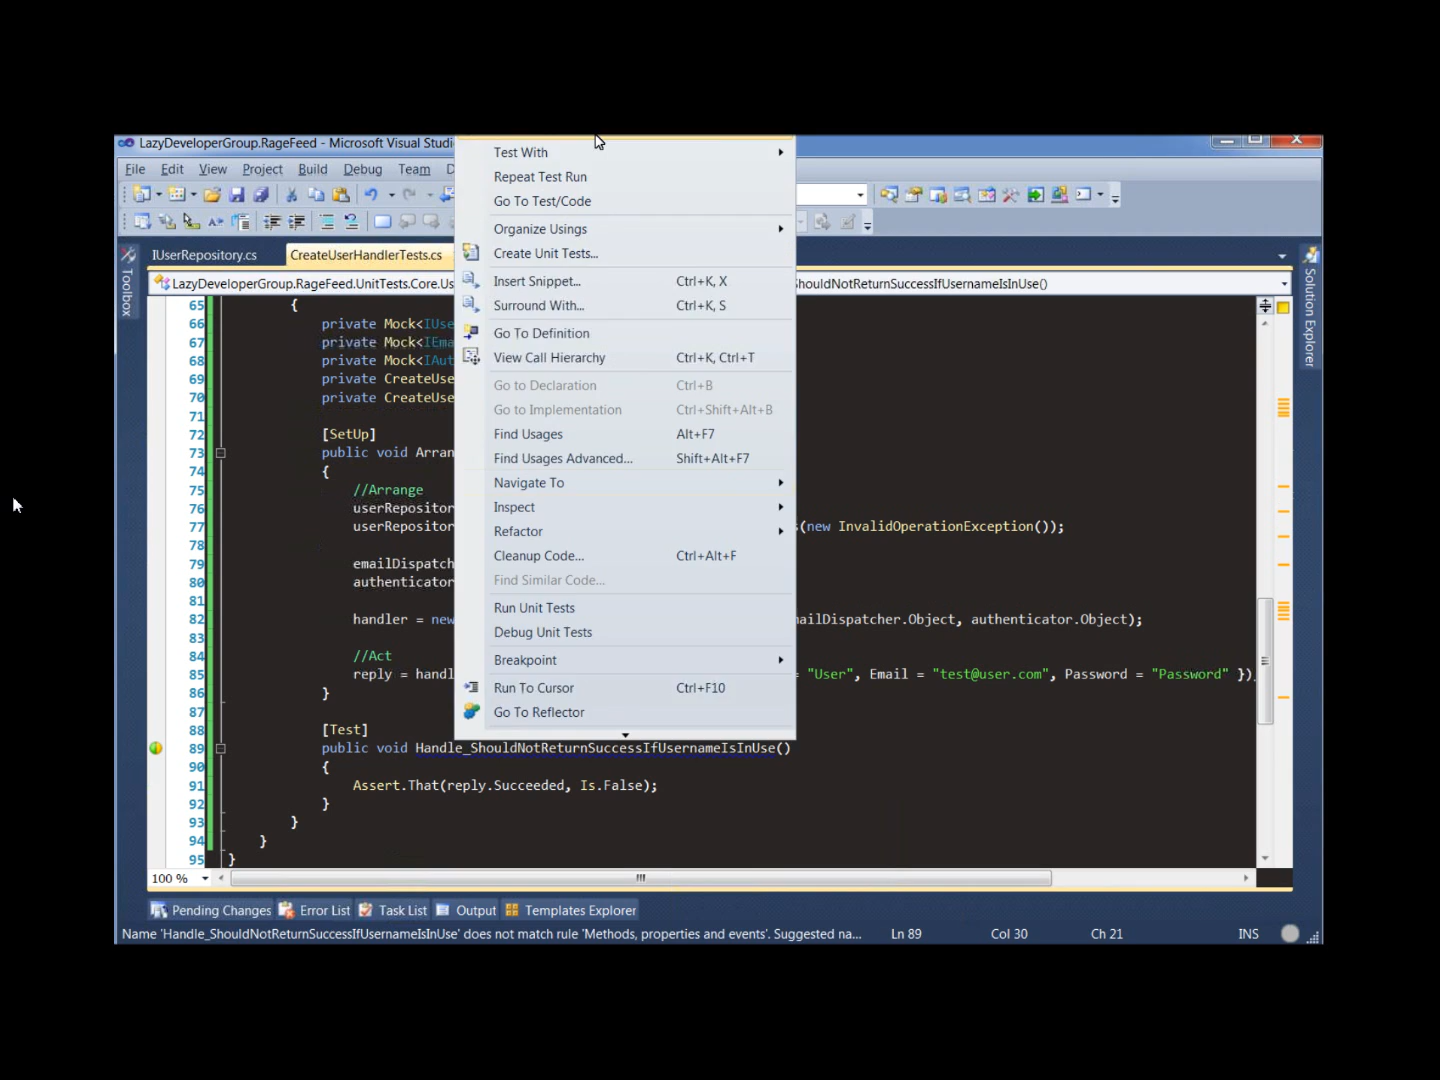 LazyDeveloperGroup.RageFeed - Microsoft Visual Studi
File Edit View Project Build Debug Team
IUserRepository.cs CreateUserHandlerTests.cs
LazyDeveloperGroup.RageFeed.UnitTests.Core.Us
ShouldNotReturnSuccessIfUsernameIsInUse()
Toolbox
Solution Explorer
Test With
Repeat Test Run
Go To Test/Code
Organize Usings
Create Unit Tests...
Insert Snippet... Ctrl+K, X
Surround With... Ctrl+K, S
Go To Definition
View Call Hierarchy Ctrl+K, Ctrl+T
Go to Declaration Ctrl+B
Go to Implementation Ctrl+Shift+Alt+B
Find Usages Alt+F7
Find Usages Advanced... Shift+Alt+F7
Navigate To
Inspect
Refactor
Cleanup Code... Ctrl+Alt+F
Find Similar Code...
Run Unit Tests
Debug Unit Tests
Breakpoint
Run To Cursor Ctrl+F10
Go To Reflector
65 {
66 private Mock<IUse
67 private Mock<IEma
68 private Mock<IAut
69 private CreateUse
70 private CreateUse
71
72 [SetUp]
73 public void Arran
74 {
75 //Arrange
76 userRepositor
77 userRepositor s(new InvalidOperationException());
78
79 emailDispatch
80 authenticator
81
82 handler = new mailDispatcher.Object, authenticator.Object);
83
84 //Act
85 reply = handl = "User", Email = "test@user.com", Password = "Password" })
86 }
87
88 [Test]
89 public void Handle_ShouldNotReturnSuccessIfUsernameIsInUse()
90 {
91 Assert.That(reply.Succeeded, Is.False);
92 }
93 }
94 }
95 }
100 %
Pending Changes Error List Task List Output Templates Explorer
Name 'Handle_ShouldNotReturnSuccessIfUsernameIsInUse' does not match rule 'Methods, properties and events'. Suggested na... Ln 89 Col 30 Ch 21 INS